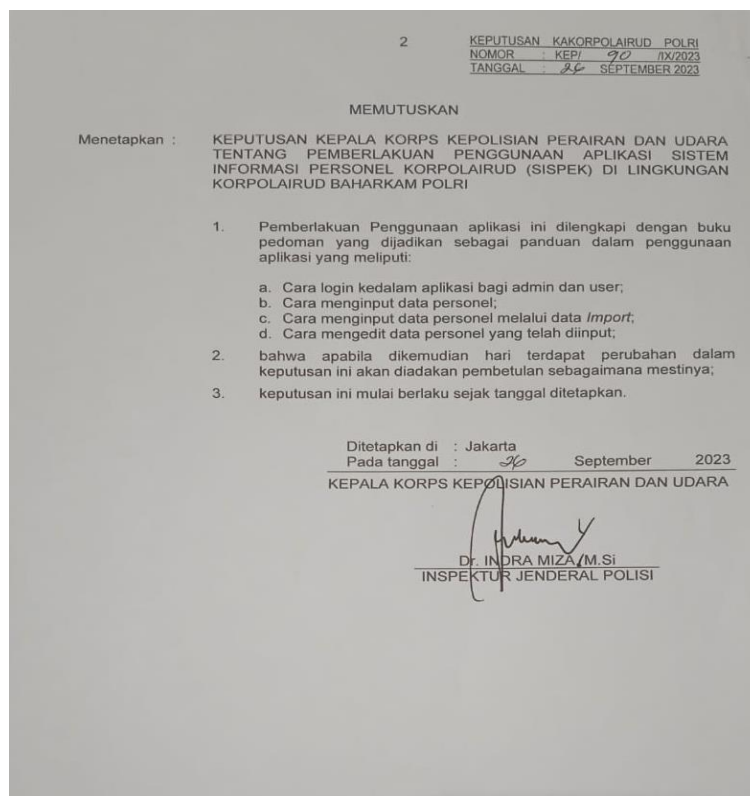 2
KEPUTUSAN KAKORPOLAIRUD POLRI
NOMOR : KEP/ 90 /IX/2023
TANGGAL : 26 SEPTEMBER 2023
MEMUTUSKAN
Menetapkan : KEPUTUSAN KEPALA KORPS KEPOLISIAN PERAIRAN DAN UDARA
TENTANG PEMBERLAKUAN PENGGUNAAN APLIKASI SISTEM
INFORMASI PERSONEL KORPOLAIRUD (SISPEK) DI LINGKUNGAN
KORPOLAIRUD BAHARKAM POLRI
1. Pemberlakuan Penggunaan aplikasi ini dilengkapi dengan buku
pedoman yang dijadikan sebagai panduan dalam penggunaan
aplikasi yang meliputi:
a. Cara login kedalam aplikasi bagi admin dan user;
b. Cara menginput data personel;
c. Cara menginput data personel melalui data Import;
d. Cara mengedit data personel yang telah diinput;
2. bahwa apabila dikemudian hari terdapat perubahan dalam
keputusan ini akan diadakan pembetulan sebagaimana mestinya;
3. keputusan ini mulai berlaku sejak tanggal ditetapkan.
Ditetapkan di : Jakarta
Pada tanggal : 26 September 2023
KEPALA KORPS KEPOLISIAN PERAIRAN DAN UDARA
Dr. INDRA MIZA, M.Si
INSPEKTUR JENDERAL POLISI